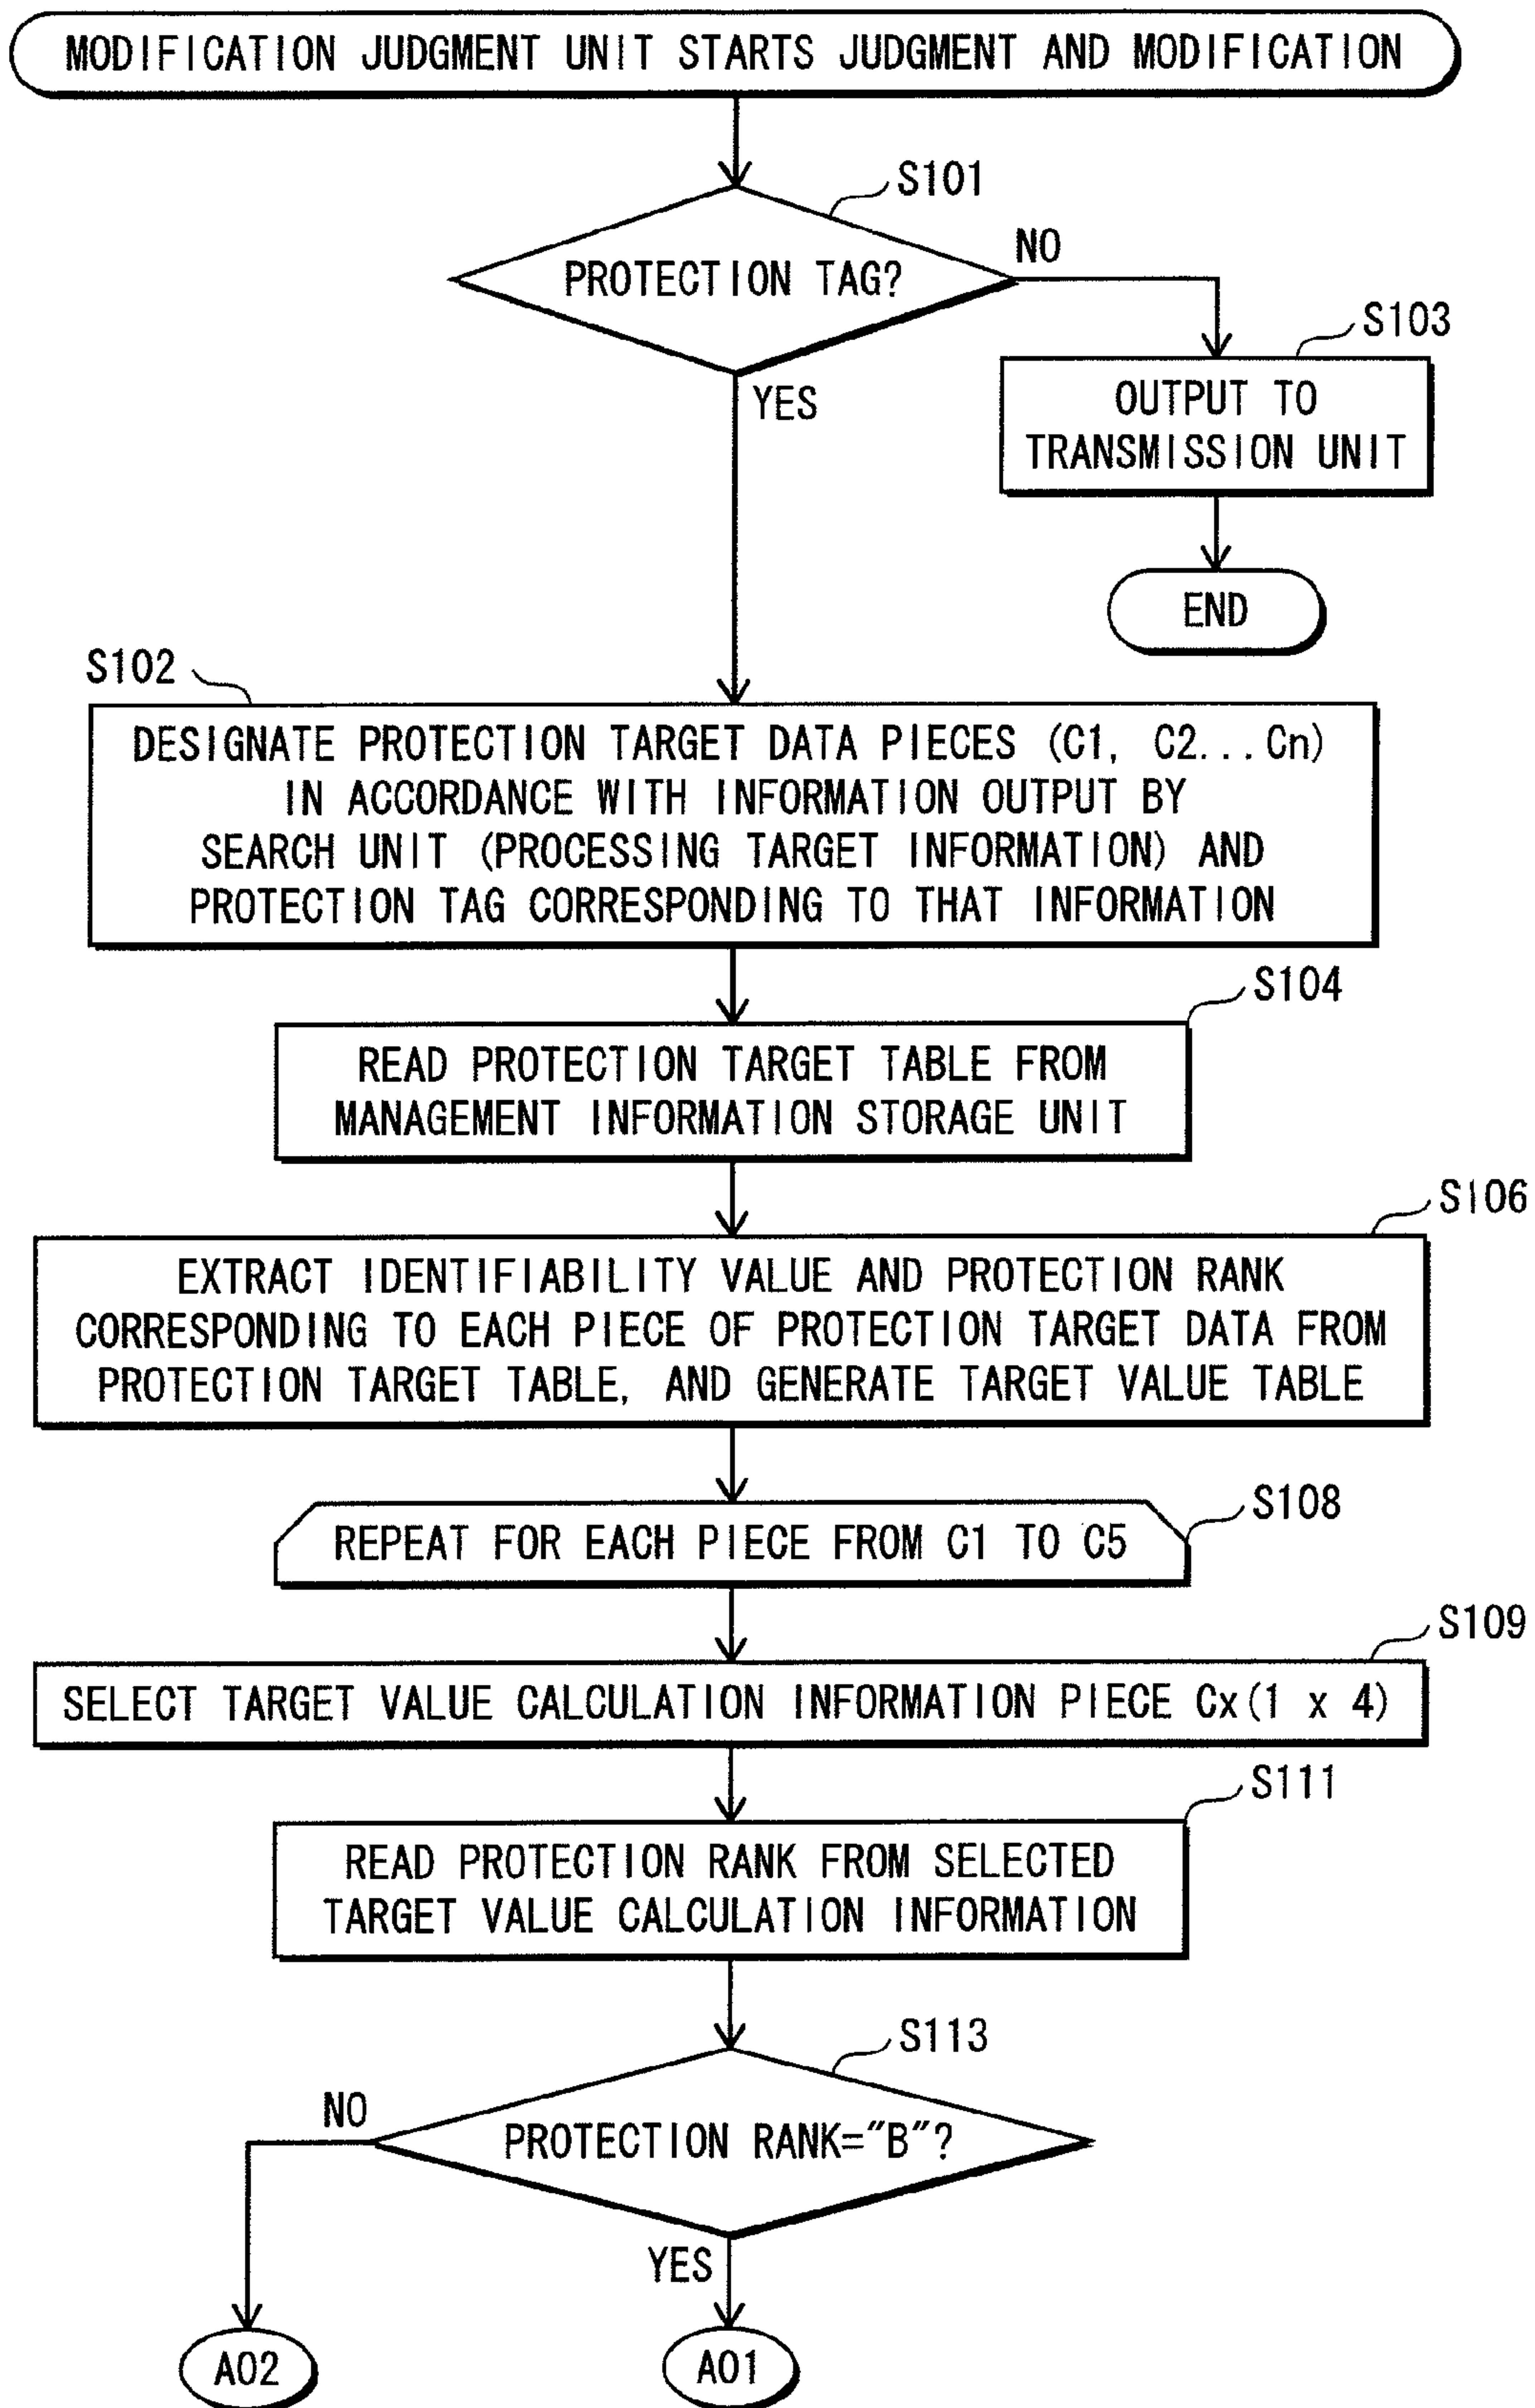 MODIFICATION JUDGMENT UNIT STARTS JUDGMENT AND MODIFICATION
S101
PROTECTION TAG?
NO
YES
S103
OUTPUT TO
TRANSMISSION UNIT
END
S102
DESIGNATE PROTECTION TARGET DATA PIECES (C1, C2...Cn)
IN ACCORDANCE WITH INFORMATION OUTPUT BY
SEARCH UNIT (PROCESSING TARGET INFORMATION) AND
PROTECTION TAG CORRESPONDING TO THAT INFORMATION
S104
READ PROTECTION TARGET TABLE FROM
MANAGEMENT INFORMATION STORAGE UNIT
S106
EXTRACT IDENTIFIABILITY VALUE AND PROTECTION RANK
CORRESPONDING TO EACH PIECE OF PROTECTION TARGET DATA FROM
PROTECTION TARGET TABLE, AND GENERATE TARGET VALUE TABLE
S108
REPEAT FOR EACH PIECE FROM C1 TO C5
S109
SELECT TARGET VALUE CALCULATION INFORMATION PIECE Cx(1 x 4)
S111
READ PROTECTION RANK FROM SELECTED
TARGET VALUE CALCULATION INFORMATION
S113
PROTECTION RANK="B"?
NO
YES
A02
A01